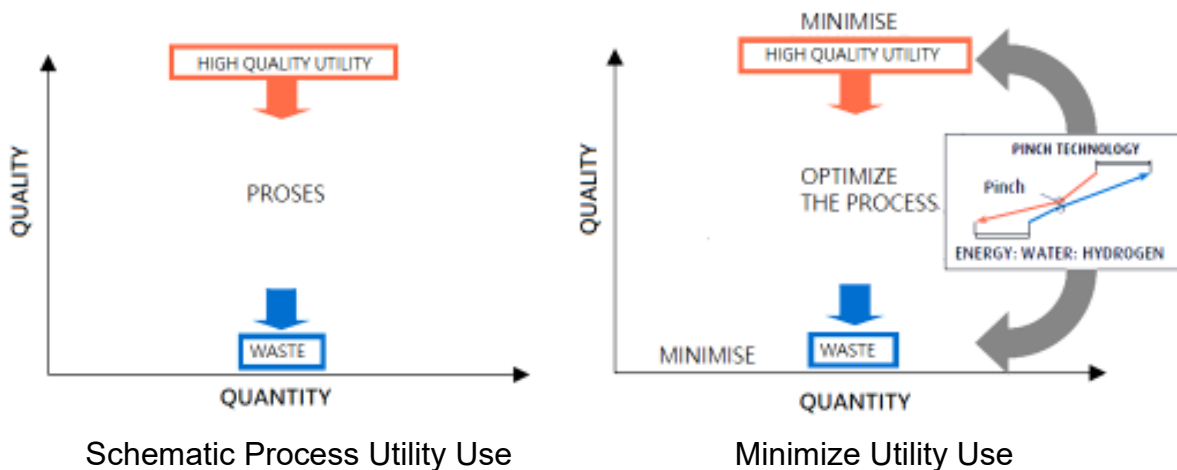 HIGH QUALITY UTILITY
QUALITY
PROSES
WASTE
QUANTITY
Schematic Process Utility Use
MINIMISE
HIGH QUALITY UTILITY
QUALITY
PINCH TECHNOLOGY
Pinch
ENERGY: WATER: HYDROGEN
OPTIMIZE
THE PROCESS
MINIMISE
WASTE
QUANTITY
Minimize Utility Use